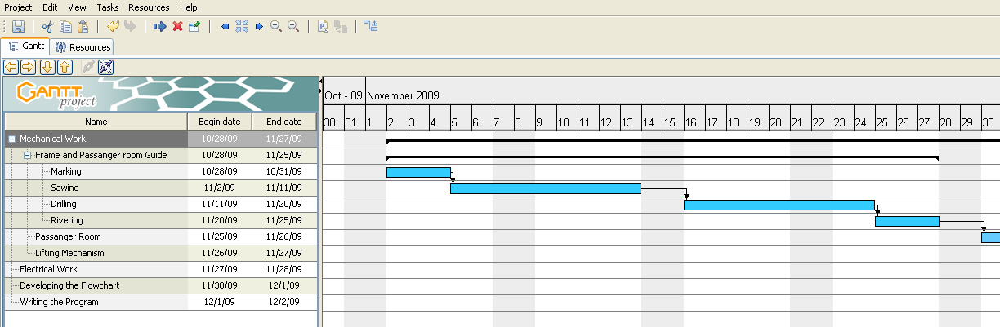 Project Edit View Tasks Resources Help
Gantt Resources
GANTT project
Oct - 09 November 2009
30 31 1 2 3 4 5 6 7 8 9 10 11 12 13 14 15 16 17 18 19 20 21 22 23 24 25 26 27 28 29 30
Name Begin date End date
Mechanical Work 10/28/09 11/27/09
Frame and Passanger room Guide 10/28/09 11/25/09
Marking 10/28/09 10/31/09
Sawing 11/2/09 11/11/09
Drilling 11/11/09 11/20/09
Riveting 11/20/09 11/25/09
Passanger Room 11/25/09 11/26/09
Lifting Mechanism 11/26/09 11/27/09
Electrical Work 11/27/09 11/28/09
Developing the Flowchart 11/30/09 12/1/09
Writing the Program 12/1/09 12/2/09